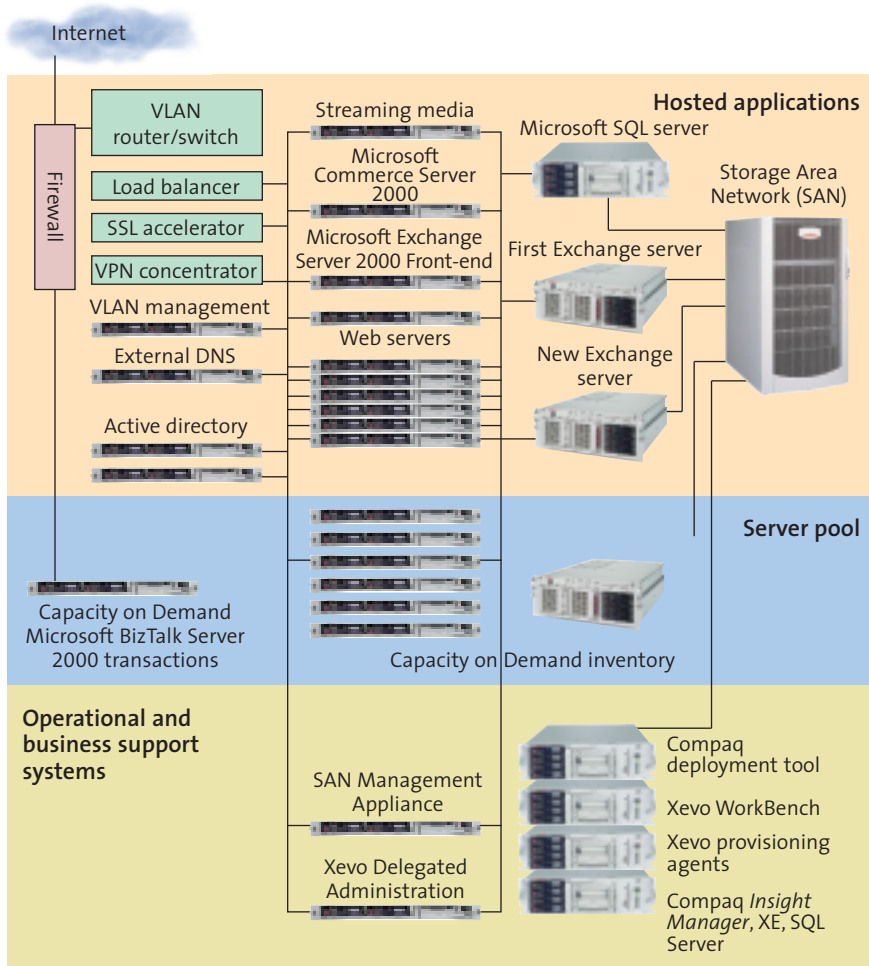 Internet
Hosted applications
VLAN
router/switch
Firewall
Load balancer
SSL accelerator
VPN concentrator
VLAN management
External DNS
Active directory
Streaming media
Microsoft
Commerce Server
2000
Microsoft Exchange
Server 2000 Front-end
Web servers
Microsoft SQL server
First Exchange server
New Exchange
server
Storage Area
Network (SAN)
Server pool
Capacity on Demand
Microsoft BizTalk Server
2000 transactions
Capacity on Demand inventory
Operational and
business support
systems
SAN Management
Appliance
Xevo Delegated
Administration
Compaq
deployment tool
Xevo WorkBench
Xevo provisioning
agents
Compaq Insight
Manager, XE, SQL
Server